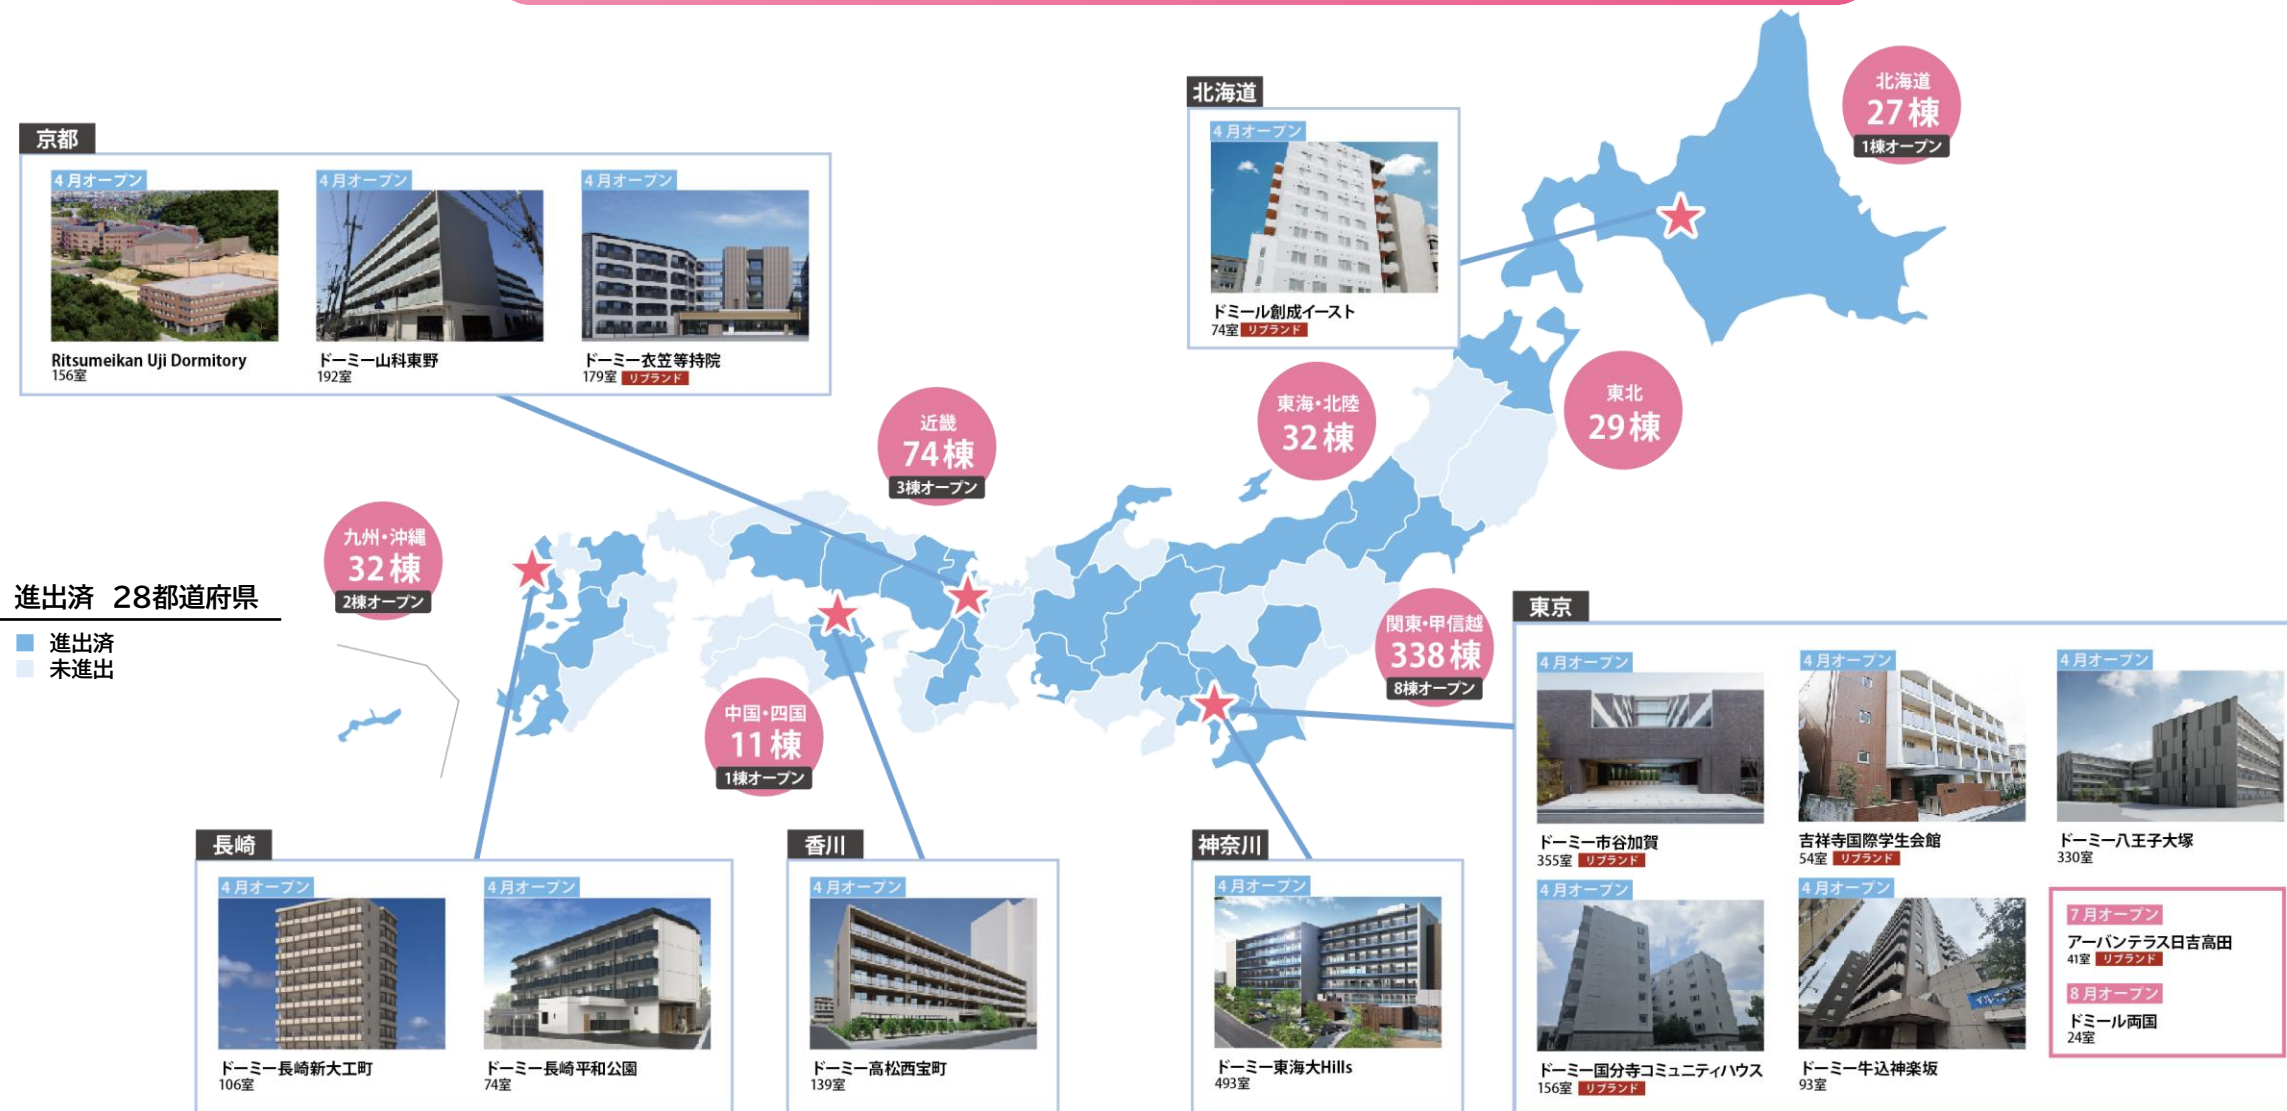 京都
4月オープン
Ritsumeikan Uji Dormitory
156室
4月オープン
ドーミー山科東野
192室
4月オープン
ドーミー衣笠等持院
179室 リブランド
北海道
4月オープン
ドミール創成イースト
74室 リブランド
北海道
27棟
1棟オープン
東北
29棟
東海・北陸
32棟
近畿
74棟
3棟オープン
九州・沖縄
32棟
2棟オープン
進出済 28都道府県
進出済
未進出
中国・四国
11棟
1棟オープン
関東・甲信越
338棟
8棟オープン
東京
4月オープン
ドーミー市谷加賀
355室 リブランド
4月オープン
吉祥寺国際学生会館
54室 リブランド
4月オープン
ドーミー八王子大塚
330室
4月オープン
ドーミー国分寺コミュニティハウス
156室 リブランド
4月オープン
ドーミー牛込神楽坂
93室
7月オープン
アーバンテラス日吉高田
41室 リブランド
8月オープン
ドミール両国
24室
長崎
4月オープン
ドーミー長崎新大工町
106室
4月オープン
ドーミー長崎平和公園
74室
香川
4月オープン
ドーミー高松西宝町
139室
神奈川
4月オープン
ドーミー東海大Hills
493室